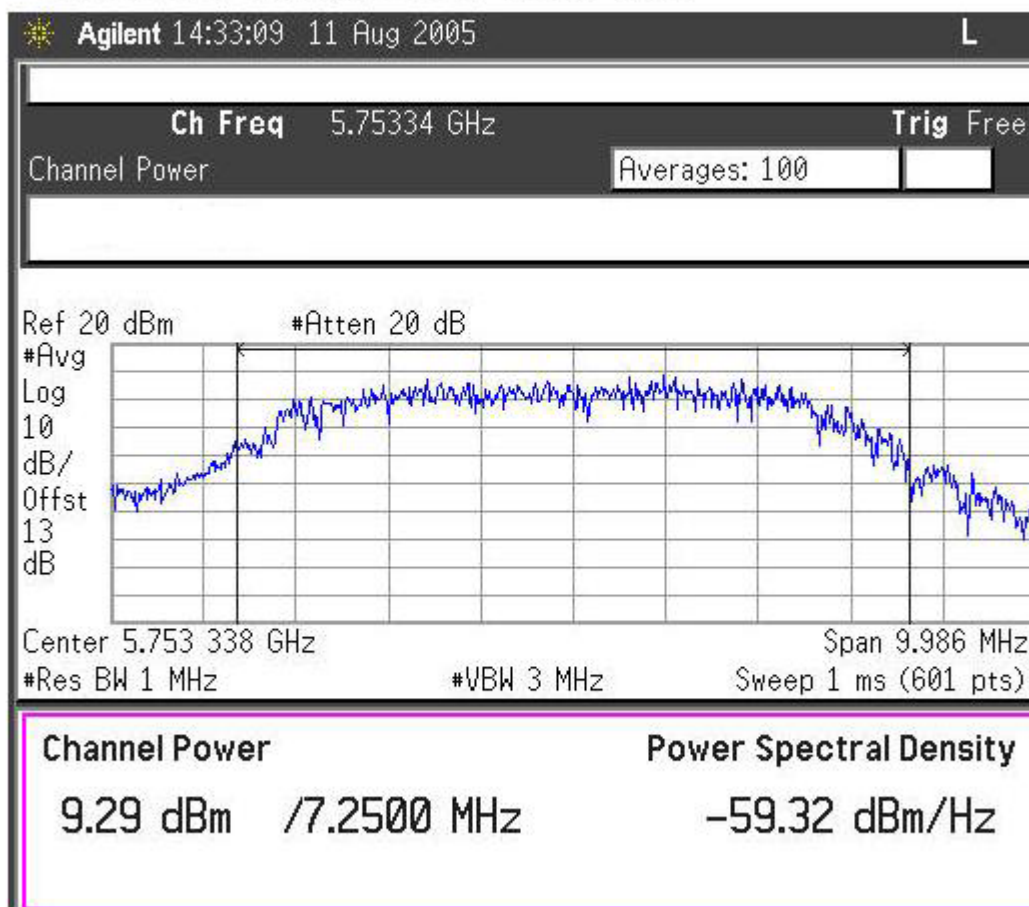 Agilent 14:33:09 11 Aug 2005 L
Ch Freq 5.75334 GHz Trig Free
Channel Power Averages: 100
Ref 20 dBm #Atten 20 dB
#Avg
Log
10
dB/
Offst
13
dB
Center 5.753 338 GHz Span 9.986 MHz
#Res BW 1 MHz #VBW 3 MHz Sweep 1 ms (601 pts)
Channel Power Power Spectral Density
9.29 dBm /7.2500 MHz -59.32 dBm/Hz